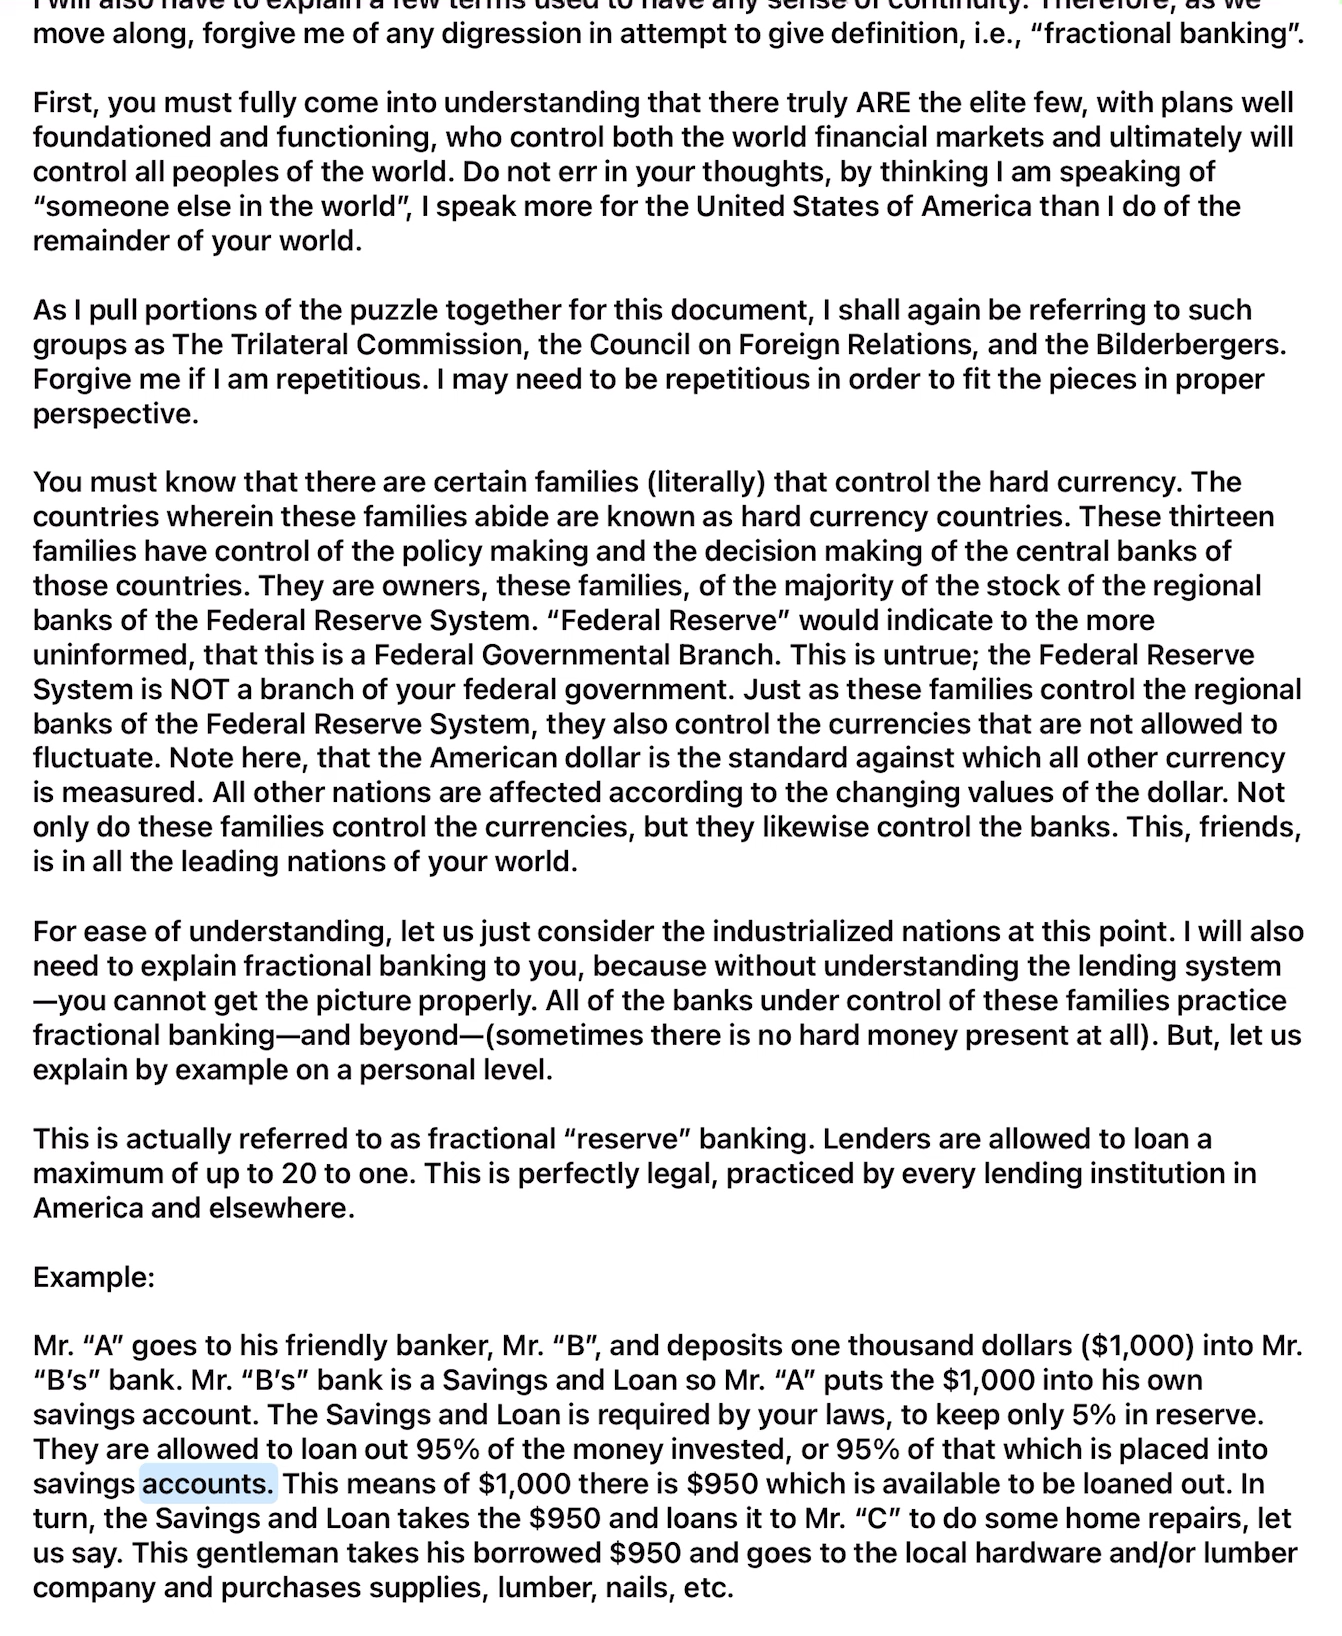 I will also have to explain a few terms used to have any sense of continuity. Therefore, as we
move along, forgive me of any digression in attempt to give definition, i.e., “fractional banking”.
First, you must fully come into understanding that there truly ARE the elite few, with plans well
foundationed and functioning, who control both the world financial markets and ultimately will
control all peoples of the world. Do not err in your thoughts, by thinking I am speaking of
“someone else in the world”, I speak more for the United States of America than I do of the
remainder of your world.
As I pull portions of the puzzle together for this document, I shall again be referring to such
groups as The Trilateral Commission, the Council on Foreign Relations, and the Bilderbergers.
Forgive me if I am repetitious. I may need to be repetitious in order to fit the pieces in proper
perspective.
You must know that there are certain families (literally) that control the hard currency. The
countries wherein these families abide are known as hard currency countries. These thirteen
families have control of the policy making and the decision making of the central banks of
those countries. They are owners, these families, of the majority of the stock of the regional
banks of the Federal Reserve System. “Federal Reserve” would indicate to the more
uninformed, that this is a Federal Governmental Branch. This is untrue; the Federal Reserve
System is NOT a branch of your federal government. Just as these families control the regional
banks of the Federal Reserve System, they also control the currencies that are not allowed to
fluctuate. Note here, that the American dollar is the standard against which all other currency
is measured. All other nations are affected according to the changing values of the dollar. Not
only do these families control the currencies, but they likewise control the banks. This, friends,
is in all the leading nations of your world.
For ease of understanding, let us just consider the industrialized nations at this point. I will also
need to explain fractional banking to you, because without understanding the lending system
—you cannot get the picture properly. All of the banks under control of these families practice
fractional banking—and beyond—(sometimes there is no hard money present at all). But, let us
explain by example on a personal level.
This is actually referred to as fractional “reserve” banking. Lenders are allowed to loan a
maximum of up to 20 to one. This is perfectly legal, practiced by every lending institution in
America and elsewhere.
Example:
Mr. “A” goes to his friendly banker, Mr. “B”, and deposits one thousand dollars ($1,000) into Mr.
“B’s” bank. Mr. “B’s” bank is a Savings and Loan so Mr. “A” puts the $1,000 into his own
savings account. The Savings and Loan is required by your laws, to keep only 5% in reserve.
They are allowed to loan out 95% of the money invested, or 95% of that which is placed into
savings accounts. This means of $1,000 there is $950 which is available to be loaned out. In
turn, the Savings and Loan takes the $950 and loans it to Mr. “C” to do some home repairs, let
us say. This gentleman takes his borrowed $950 and goes to the local hardware and/or lumber
company and purchases supplies, lumber, nails, etc.